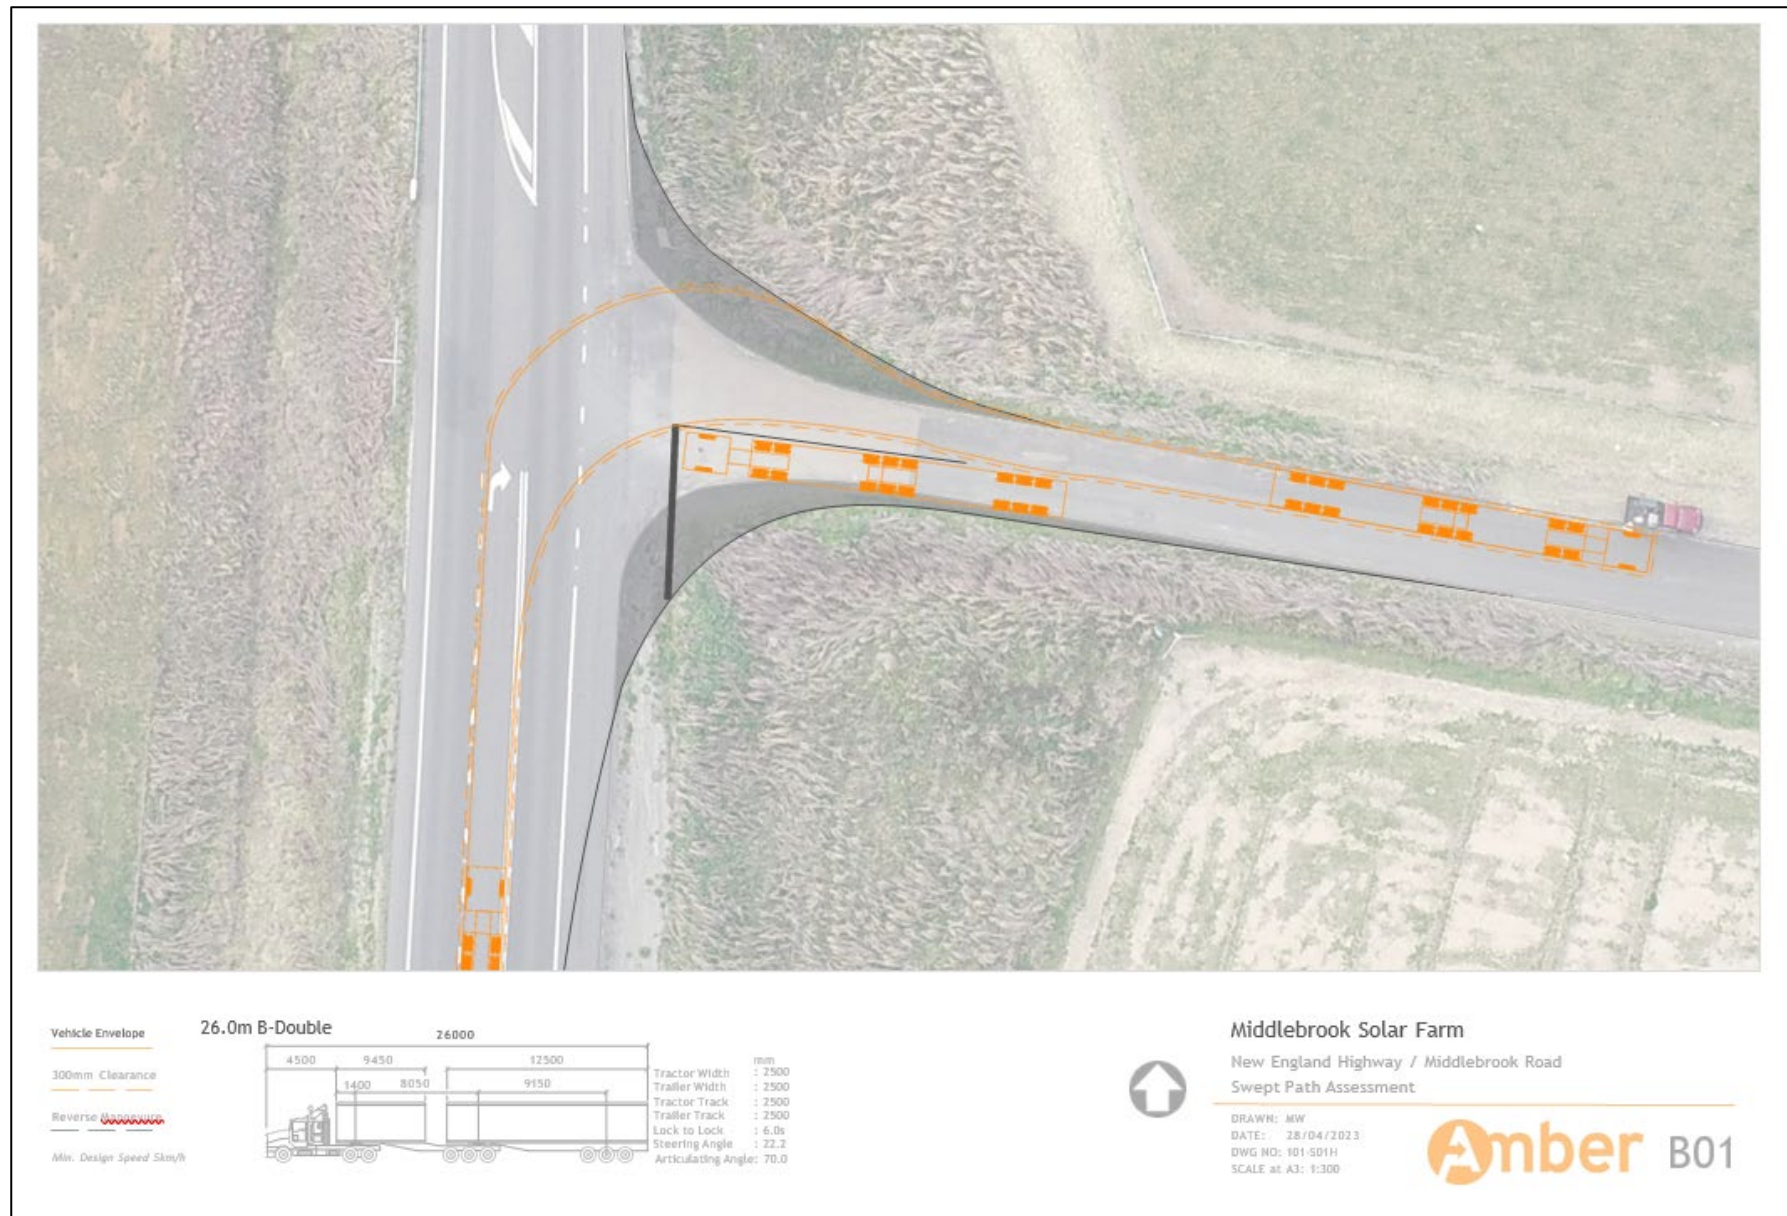 Vehicle Envelope
300mm Clearance
Reverse Manoevure
Min. Design Speed 5km/h
26.0m B-Double
26000
4500 9450 12500
1400 8050 9150
mm
Tractor Width : 2500
Trailer Width : 2500
Tractor Track : 2500
Trailer Track : 2500
Lock to Lock : 6.0s
Steering Angle : 22.2
Articulating Angle: 70.0
Middlebrook Solar Farm
New England Highway / Middlebrook Road
Swept Path Assessment
DRAWN: MW
DATE: 28/04/2023
DWG NO: 101-S01H
SCALE at A3: 1:300
Amber B01